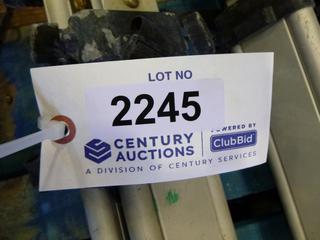 LOT NO
2245
CENTURY AUCTIONS
POWERED BY
ClubBid
A DIVISION OF CENTURY SERVICES